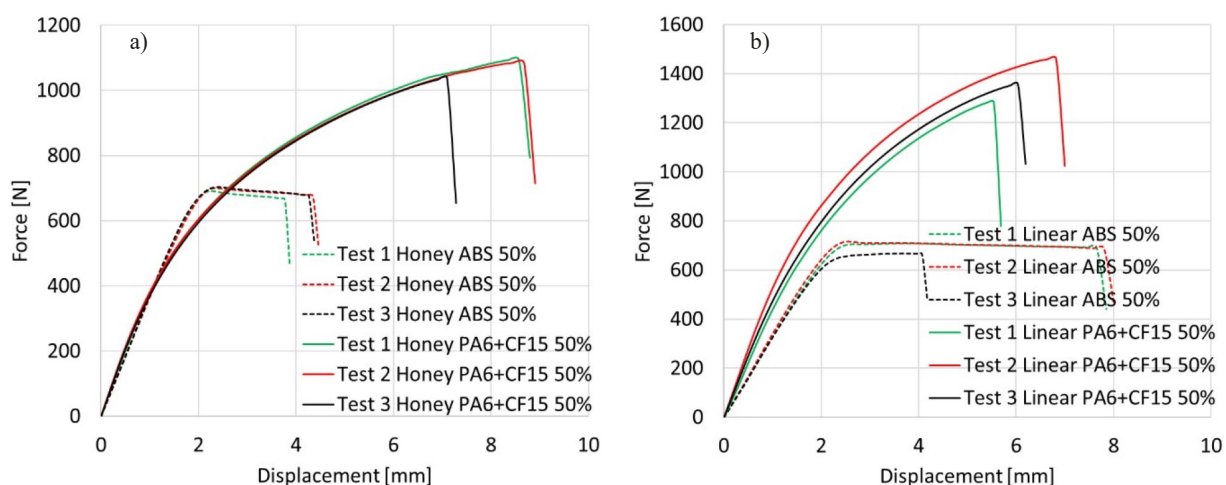 a)
1200
1000
800
600
400
200
0
Force [N]
0 2 4 6 8 10
Displacement [mm]
Test 1 Honey ABS 50%
Test 2 Honey ABS 50%
Test 3 Honey ABS 50%
Test 1 Honey PA6+CF15 50%
Test 2 Honey PA6+CF15 50%
Test 3 Honey PA6+CF15 50%
b)
1600
1400
1200
1000
800
600
400
200
0
Force [N]
0 2 4 6 8 10
Displacement [mm]
Test 1 Linear ABS 50%
Test 2 Linear ABS 50%
Test 3 Linear ABS 50%
Test 1 Linear PA6+CF15 50%
Test 2 Linear PA6+CF15 50%
Test 3 Linear PA6+CF15 50%